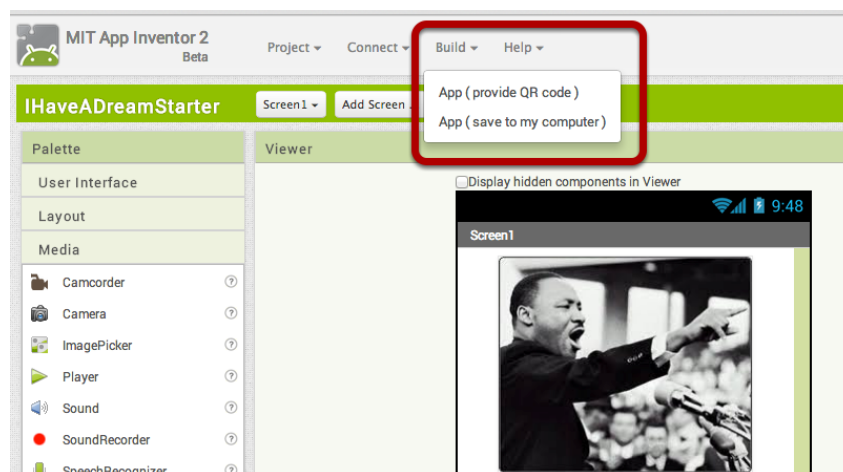 MIT App Inventor 2
Beta
Project Connect Build Help
App ( provide QR code )
App ( save to my computer )
IHaveADreamStarter
Screen1 Add Screen
Palette
Viewer
User Interface
Layout
Media
Camcorder
Camera
ImagePicker
Player
Sound
SoundRecorder
SpeechRecognizer
Display hidden components in Viewer
9:48
Screen1